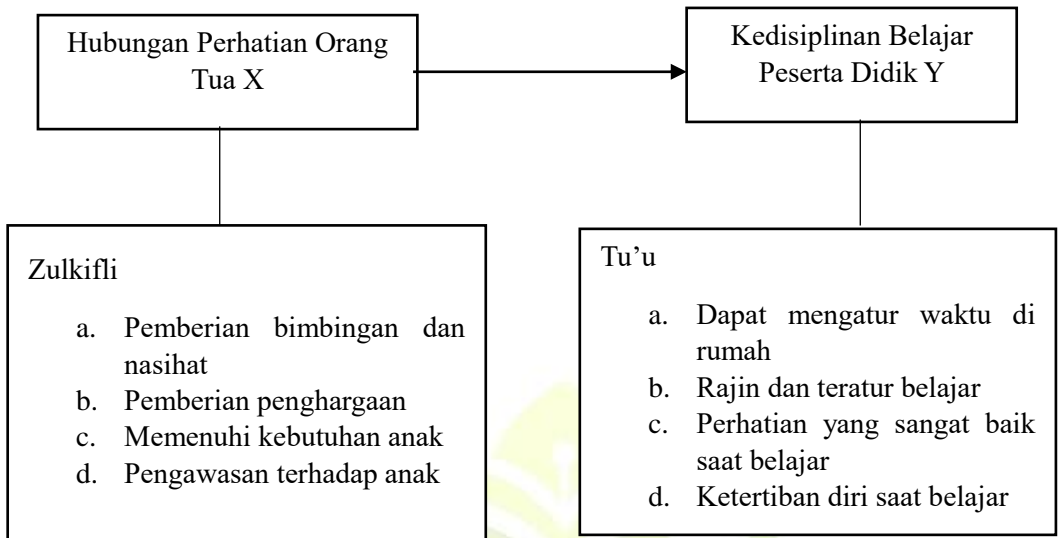 Hubungan Perhatian Orang
Tua X
Kedisiplinan Belajar
Peserta Didik Y
Zulkifli
a. Pemberian bimbingan dan
nasihat
b. Pemberian penghargaan
c. Memenuhi kebutuhan anak
d. Pengawasan terhadap anak
Tu’u
a. Dapat mengatur waktu di
rumah
b. Rajin dan teratur belajar
c. Perhatian yang sangat baik
saat belajar
d. Ketertiban diri saat belajar